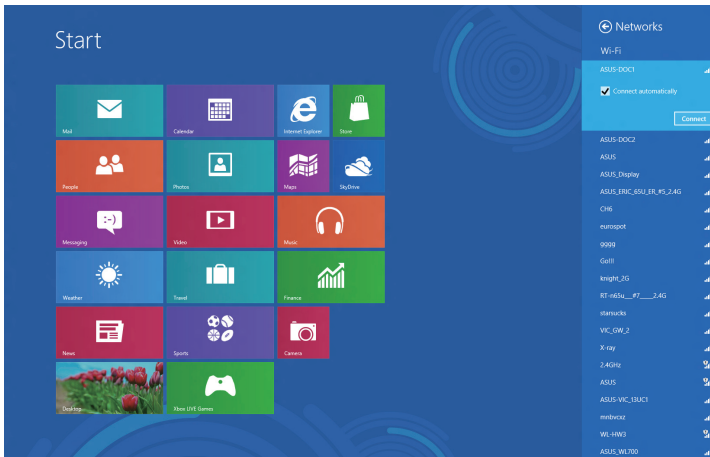 Start
Mail
Calendar
Internet Explorer
Store
People
Photos
Maps
SkyDrive
Messaging
:-)
Video
Music
Weather
Travel
Finance
News
Sports
Camera
Desktop
Xbox LIVE Games
Networks
Wi-Fi
ASUS-DOC1
Connect automatically
Connect
ASUS-DOC2
ASUS
ASUS_Display
ASUS_ERIC_65U_ER_#5_2.4G
CH6
eurospot
9999
Go!!!
knight_2G
RT-n65u__#7____2.4G
starsucks
VIC_GW_2
X-ray
2.4GHz
ASUS
ASUS-VIC_13UC1
mnbvcxz
WL-HW3
ASUS_WL700